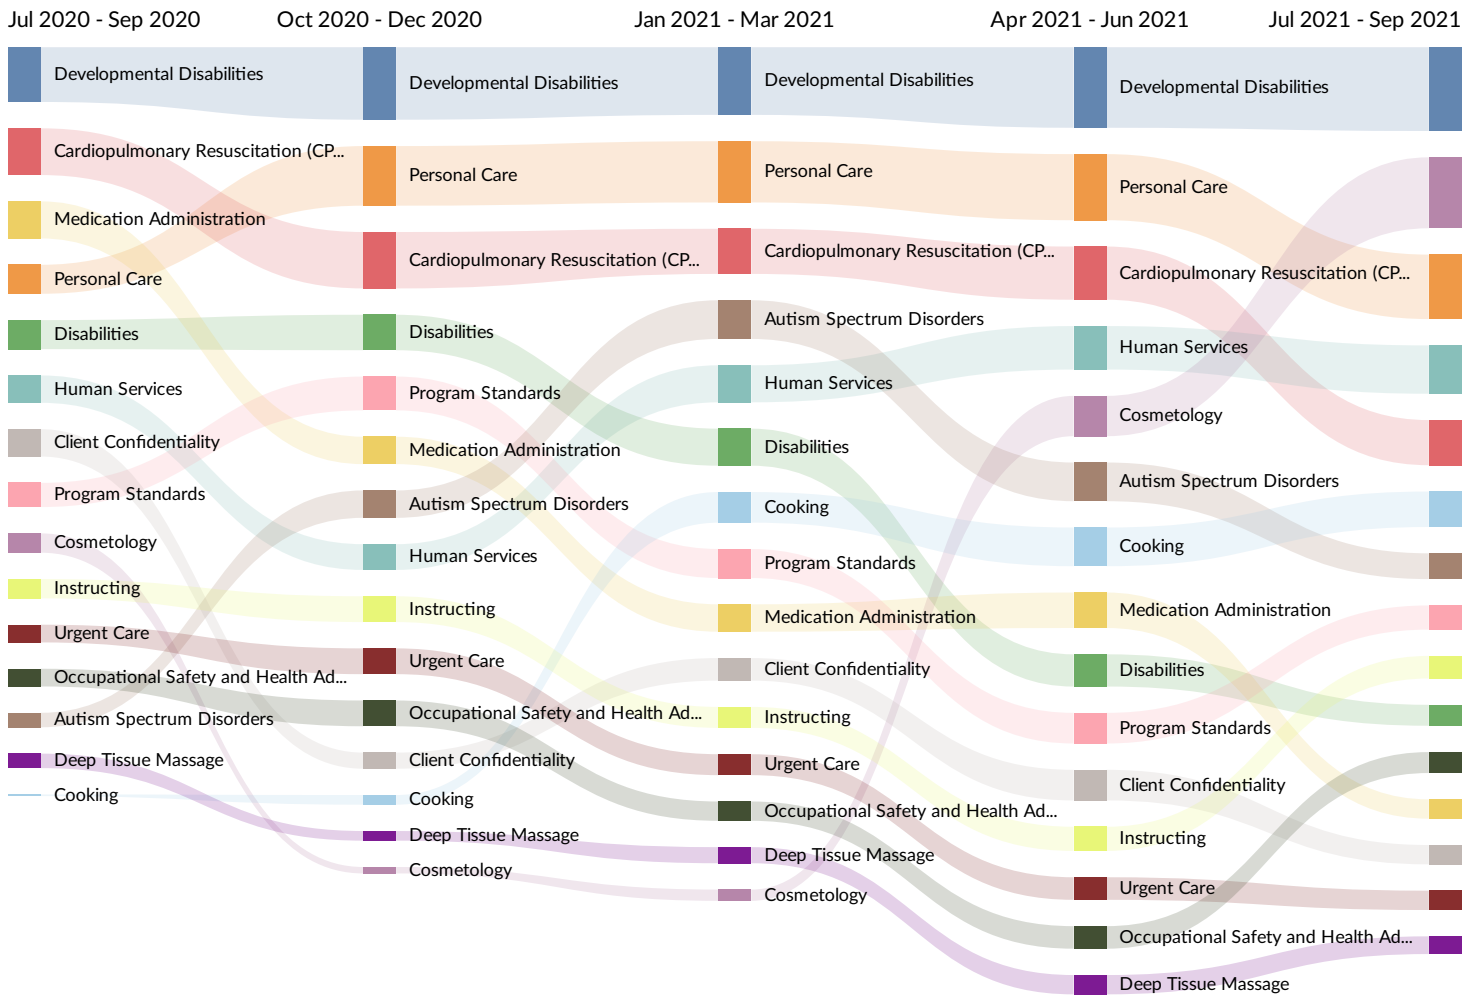 Jul 2020 - Sep 2020
Oct 2020 - Dec 2020
Jan 2021 - Mar 2021
Apr 2021 - Jun 2021
Jul 2021 - Sep 2021
Developmental Disabilities
Cardiopulmonary Resuscitation (CP...
Medication Administration
Personal Care
Disabilities
Human Services
Client Confidentiality
Program Standards
Cosmetology
Instructing
Urgent Care
Occupational Safety and Health Ad...
Autism Spectrum Disorders
Deep Tissue Massage
Cooking
Developmental Disabilities
Personal Care
Cardiopulmonary Resuscitation (CP...
Disabilities
Program Standards
Medication Administration
Autism Spectrum Disorders
Human Services
Instructing
Urgent Care
Occupational Safety and Health Ad...
Client Confidentiality
Cooking
Deep Tissue Massage
Cosmetology
Developmental Disabilities
Personal Care
Cardiopulmonary Resuscitation (CP...
Autism Spectrum Disorders
Human Services
Disabilities
Cooking
Program Standards
Medication Administration
Client Confidentiality
Instructing
Urgent Care
Occupational Safety and Health Ad...
Deep Tissue Massage
Cosmetology
Developmental Disabilities
Personal Care
Cardiopulmonary Resuscitation (CP...
Human Services
Cosmetology
Autism Spectrum Disorders
Cooking
Medication Administration
Disabilities
Program Standards
Client Confidentiality
Instructing
Urgent Care
Occupational Safety and Health Ad...
Deep Tissue Massage